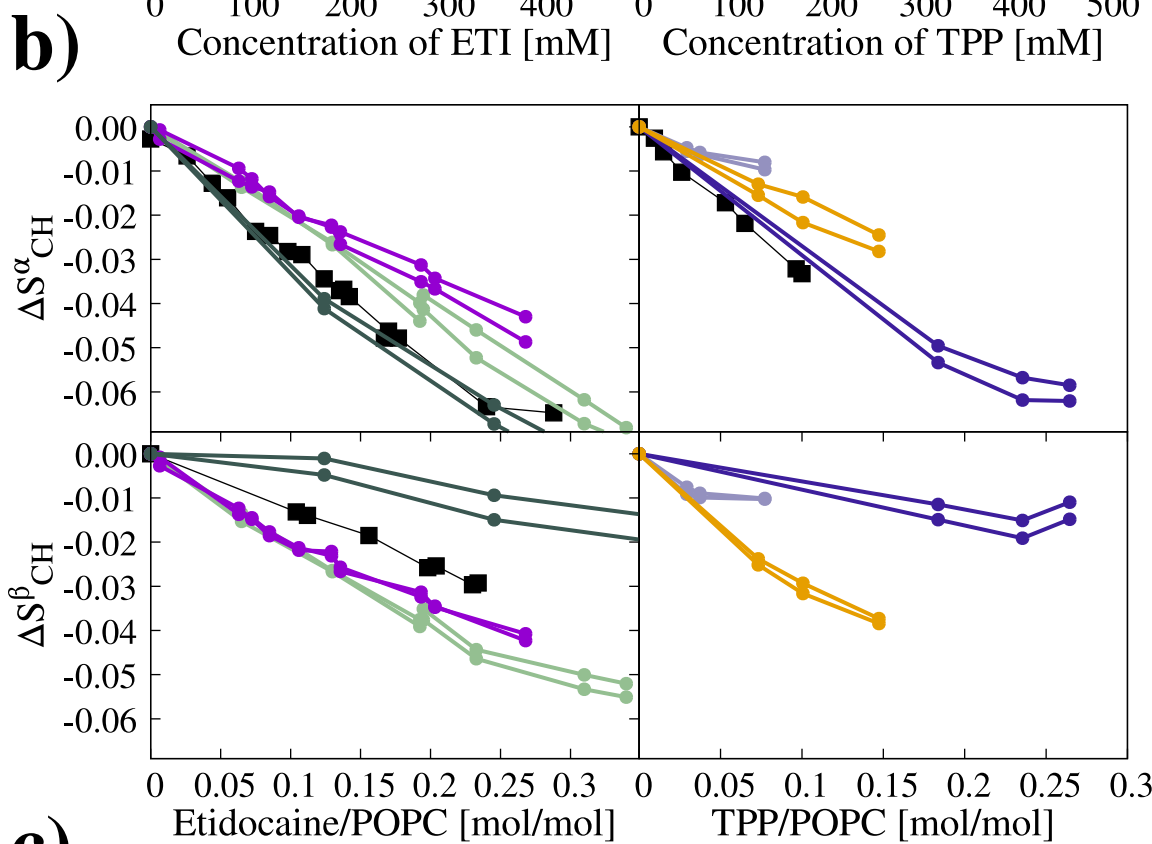 0 100 200 300 400 0 100 200 300 400 500
b) Concentration of ETI [mM] Concentration of TPP [mM]
0.00
-0.01
-0.02
-0.03
-0.04
-0.05
-0.06
ΔSᵅCH
0.00
-0.01
-0.02
-0.03
-0.04
-0.05
-0.06
ΔSᵝCH
0 0.05 0.1 0.15 0.2 0.25 0.3 0 0.05 0.1 0.15 0.2 0.25 0.3
Etidocaine/POPC [mol/mol] TPP/POPC [mol/mol]